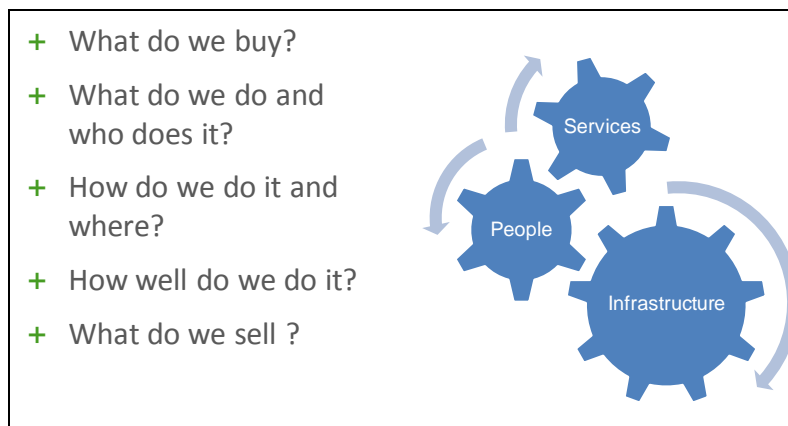 + What do we buy?
+ What do we do and
who does it?
+ How do we do it and
where?
+ How well do we do it?
+ What do we sell ?
Services
People
Infrastructure